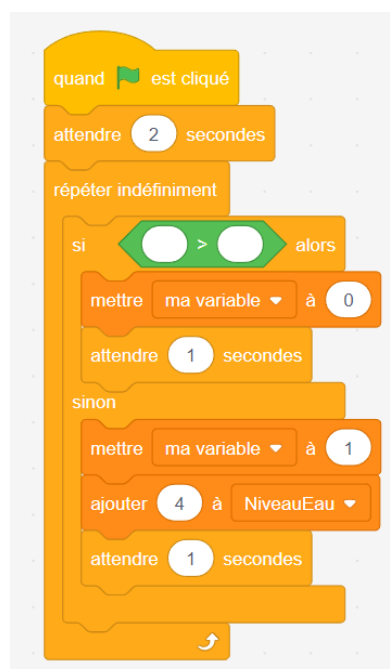 quand est cliqué
attendre 2 secondes
répéter indéfiniment
si > alors
mettre ma variable à 0
attendre 1 secondes
sinon
mettre ma variable à 1
ajouter 4 à NiveauEau
attendre 1 secondes